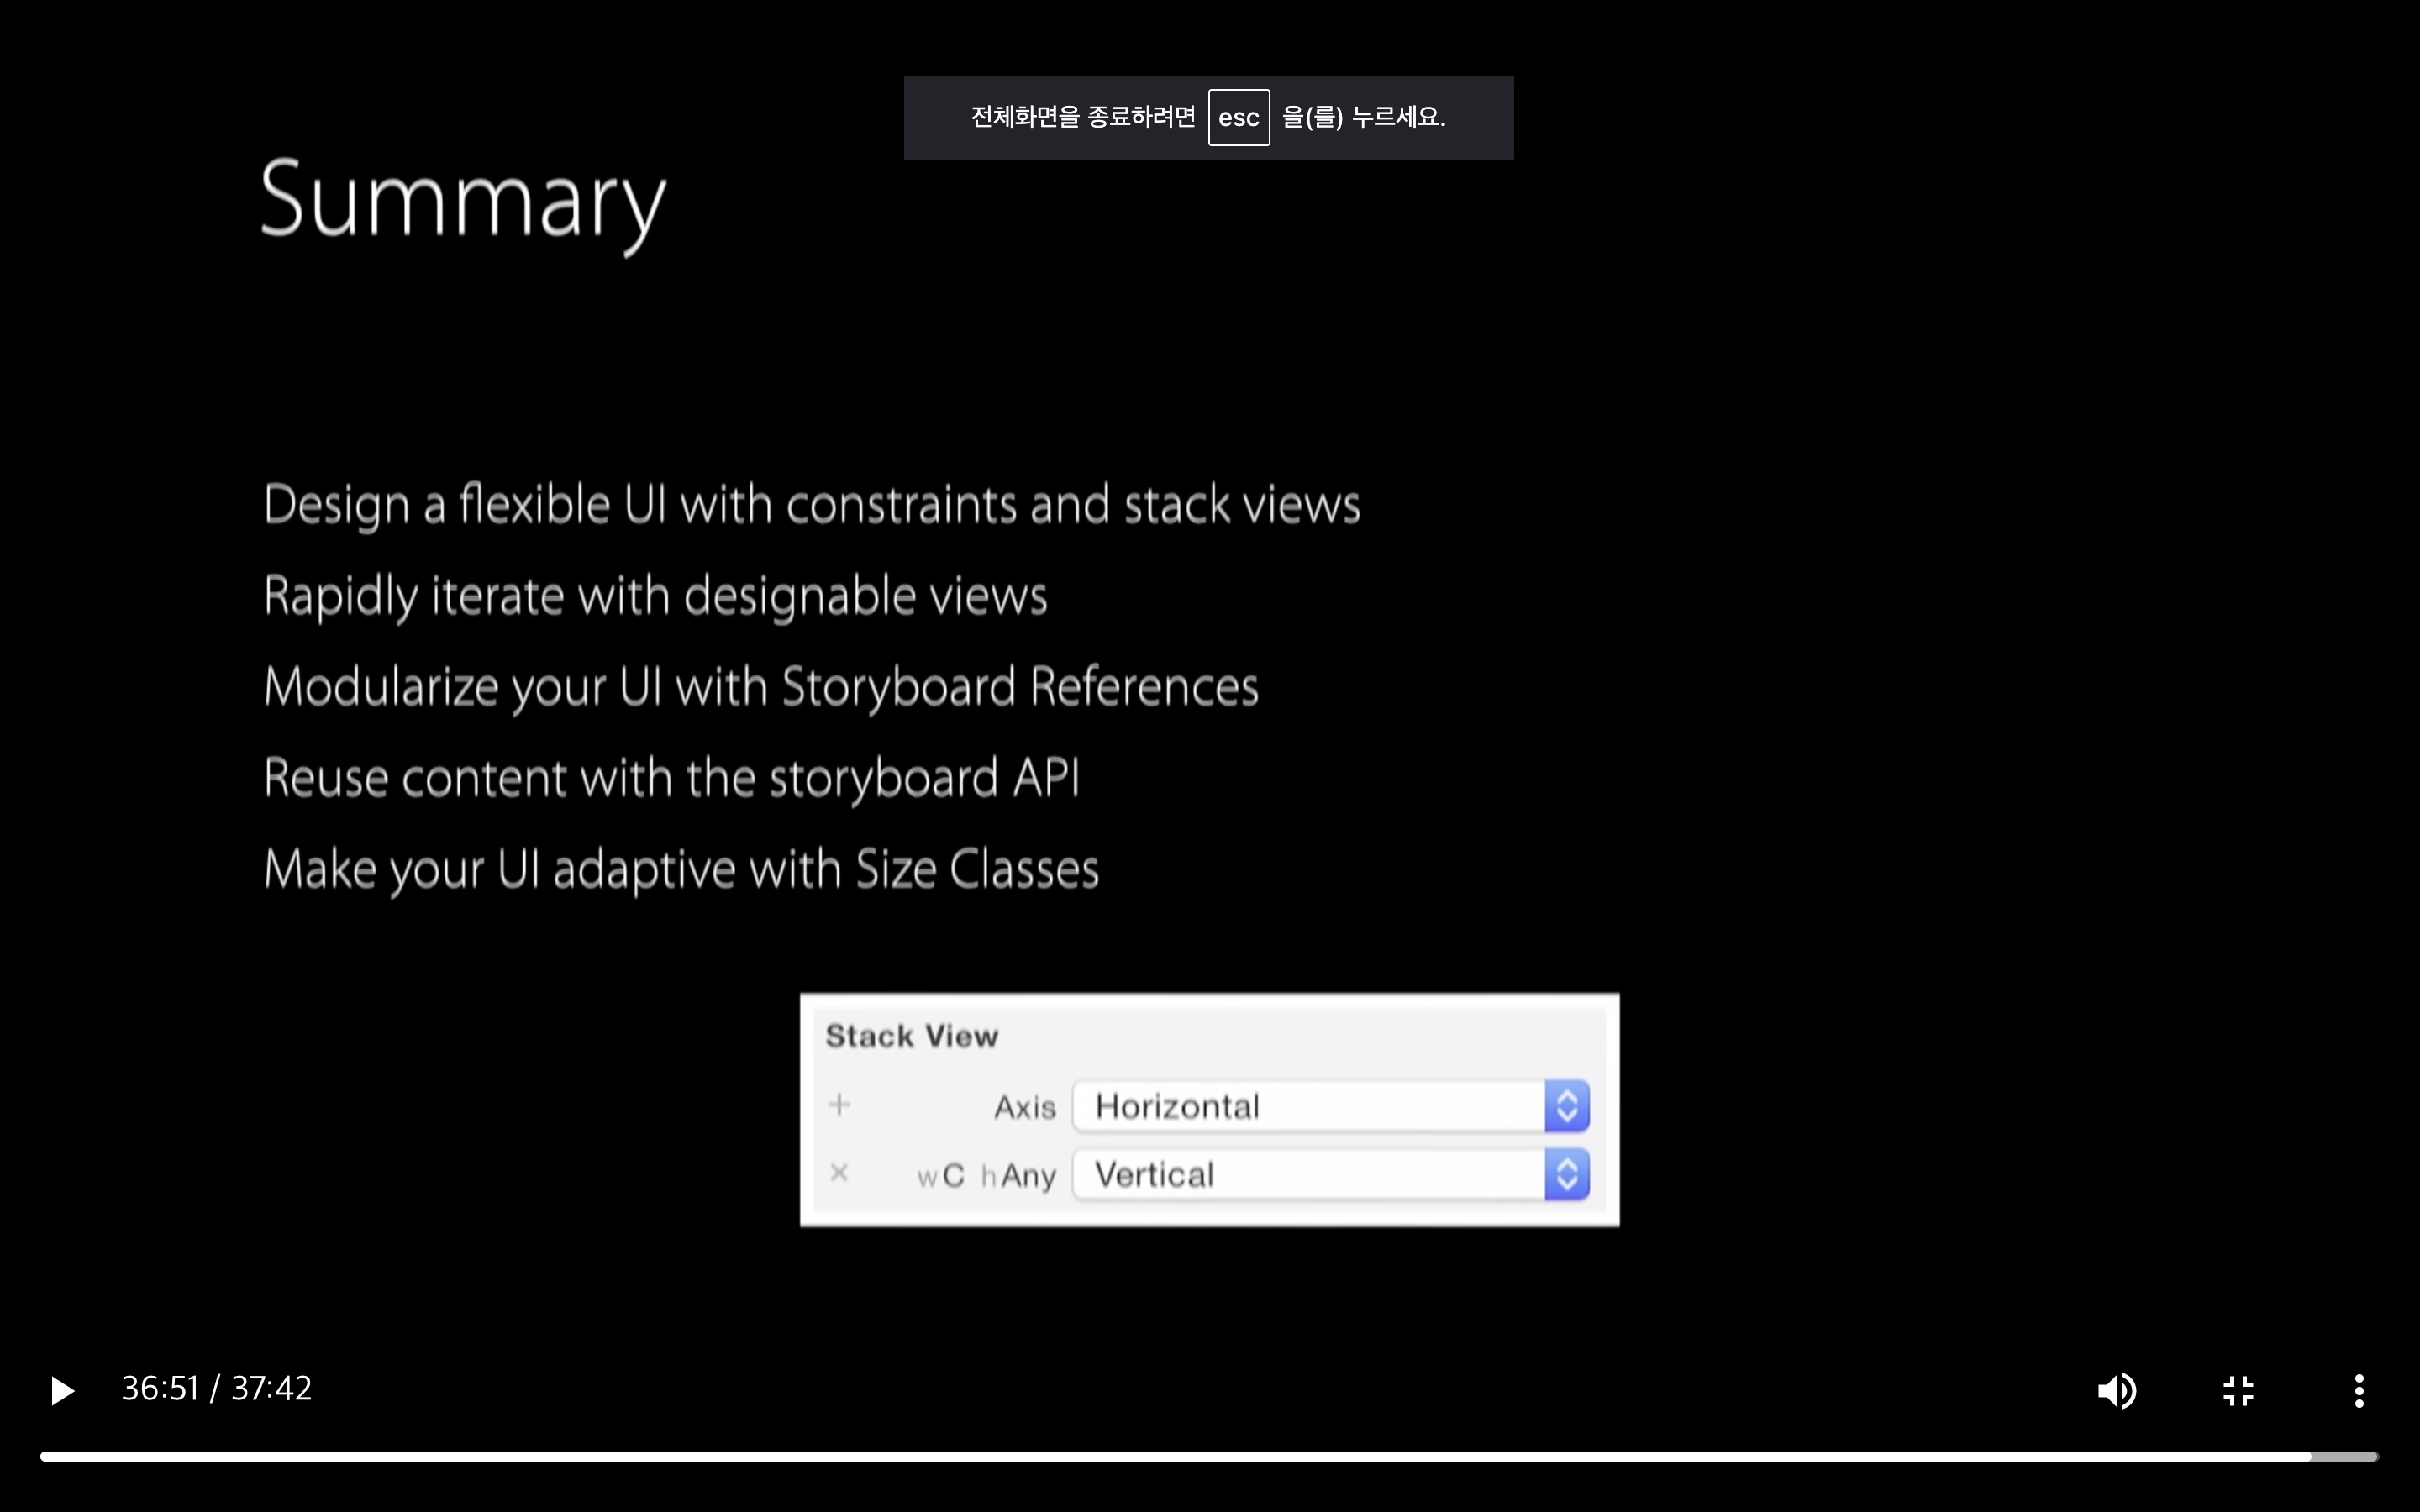 전체화면을 종료하려면 esc 을(를) 누르세요.
Summary
Design a flexible UI with constraints and stack views
Rapidly iterate with designable views
Modularize your UI with Storyboard References
Reuse content with the storyboard API
Make your UI adaptive with Size Classes
Stack View
+ Axis Horizontal
× wC hAny Vertical
36:51 / 37:42